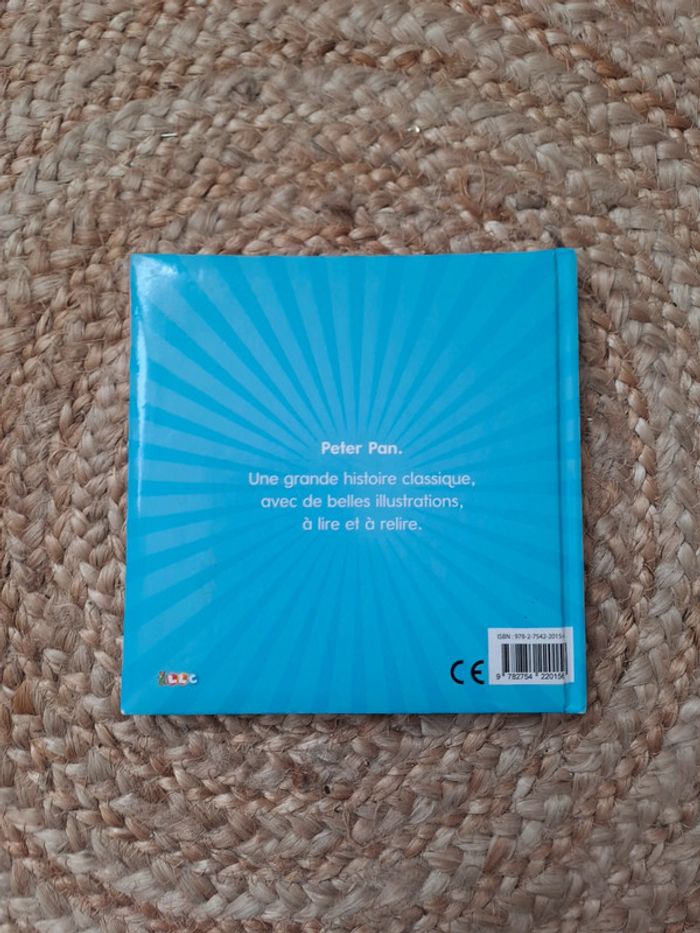 Peter Pan.
Une grande histoire classique,
avec de belles illustrations,
à lire et à relire.
ISBN : 978-2-7542-2015-
CE
9 782754 220156
LLC